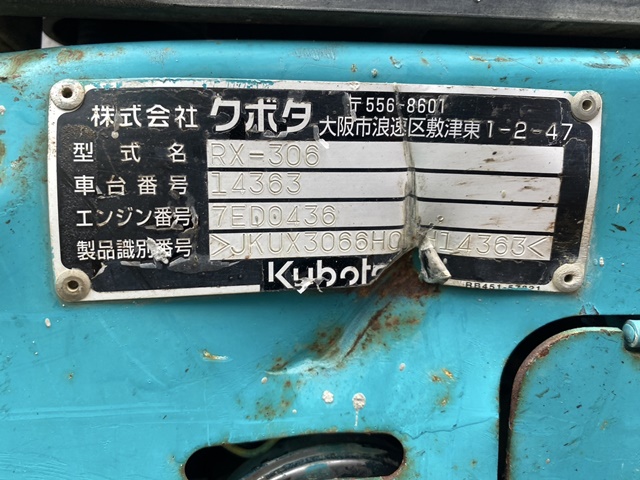 株式会社 クボタ 〒556-8601
大阪市浪速区敷津東1-2-47
型式名 RX-306
車台番号 14363
エンジン番号 7ED0436
製品識別番号 >JKUX3066H0 H14363<
Kubota